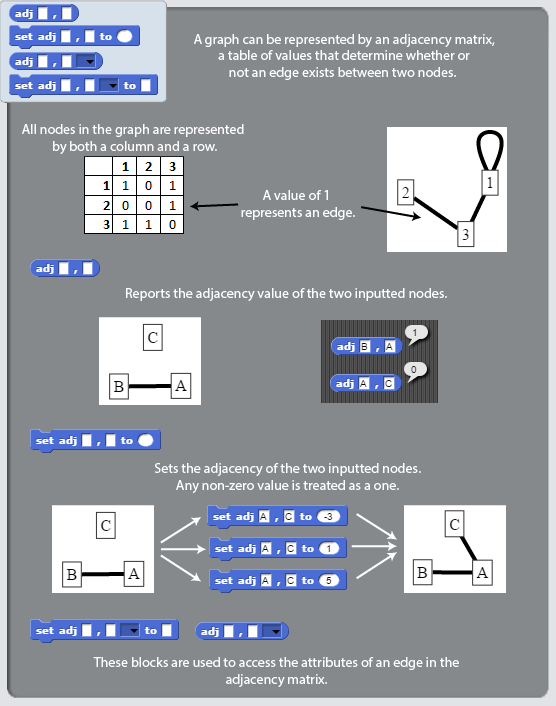 adj , 
set adj , to
adj , 
set adj , to
A graph can be represented by an adjacency matrix,
a table of values that determine whether or
not an edge exists between two nodes.
All nodes in the graph are represented
by both a column and a row.
1 2 3
1 1 0 1
2 0 0 1
3 1 1 0
A value of 1
represents an edge.
1
2
3
adj , 
Reports the adjacency value of the two inputted nodes.
C
B A
1
adj B , A
0
adj A , C
set adj , to
Sets the adjacency of the two inputted nodes.
Any non-zero value is treated as a one.
C
B A
set adj A , C to -3
set adj A , C to 1
set adj A , C to 5
C
B A
set adj , to
adj , 
These blocks are used to access the attributes of an edge in the
adjacency matrix.